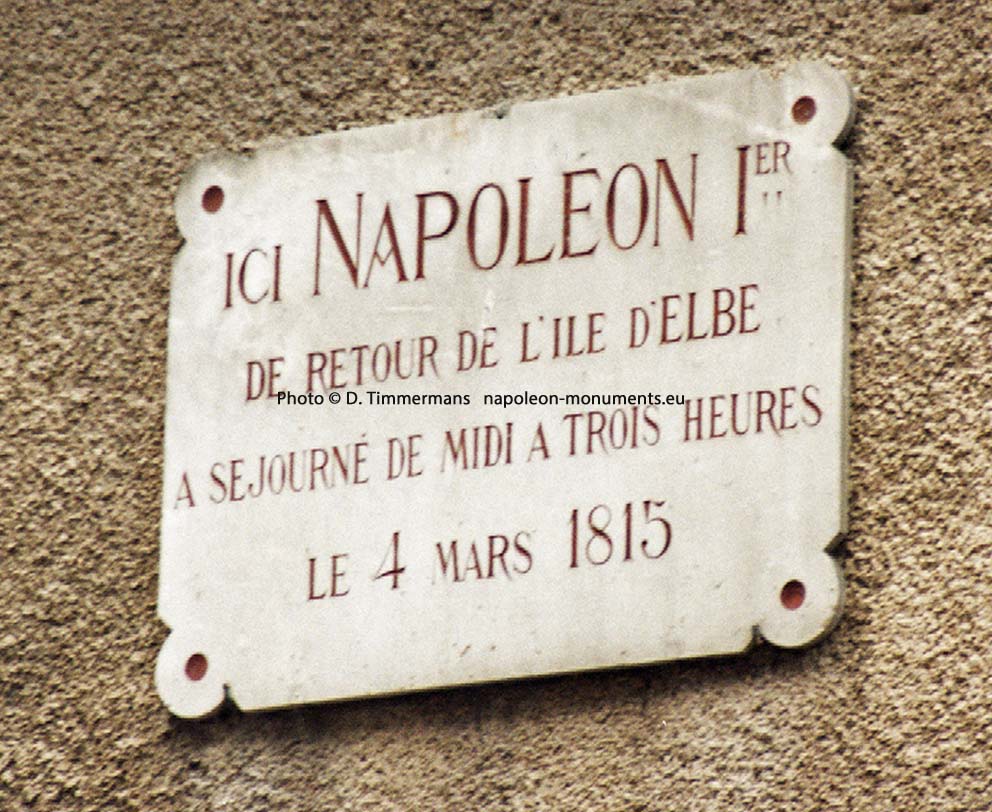 ICI NAPOLEON IER
DE RETOUR DE L'ILE D'ELBE
Photo © D. Timmermans napoleon-monuments.eu
A SEJOURNÉ DE MIDI A TROIS HEURES
LE 4 MARS 1815